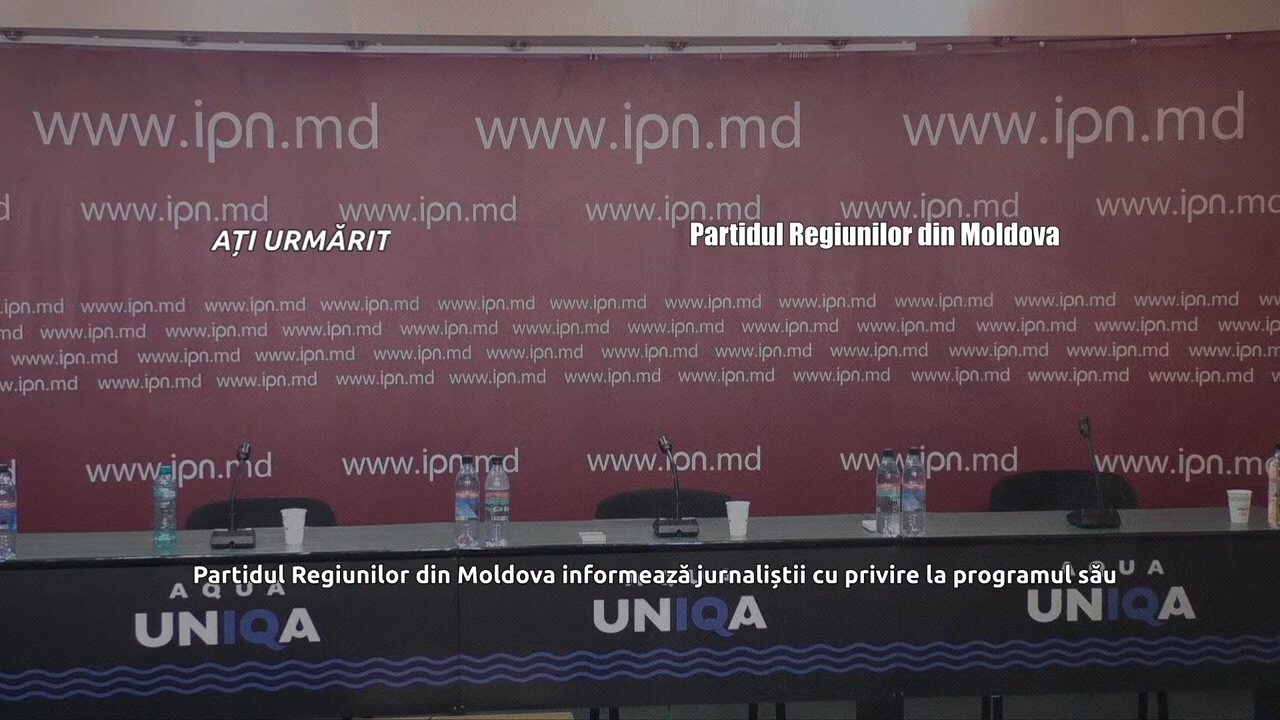 www.ipn.md www.ipn.md www.ipn.md
www.ipn.md www.ipn.md www.ipn.md www.ipn.md www.ipn.md
AȚI URMĂRIT
Partidul Regiunilor din Moldova
www.ipn.md www.ipn.md www.ipn.md www.ipn.md www.ipn.md www.ipn.md www.ipn.md www.ipn.md www.ipn.md www.ipn.md
www.ipn.md www.ipn.md www.ipn.md www.ipn.md www.ipn.md www.ipn.md www.ipn.md www.ipn.md www.ipn.md www.ipn.md
www.ipn.md www.ipn.md www.ipn.md www.ipn.md www.ipn.md www.ipn.md www.ipn.md www.ipn.md www.ipn.md www.ipn.md
www.ipn.md www.ipn.md www.ipn.md www.ipn.md www.ipn.md www.ipn.md www.ipn.md www.ipn.md www.ipn.md www.ipn.md
www.ipn.md www.ipn.md www.ipn.md www.ipn.md www.ipn.md
Partidul Regiunilor din Moldova informează jurnaliștii cu privire la programul său
AQUA AQUA
UNIQA UNIQA UNIQA